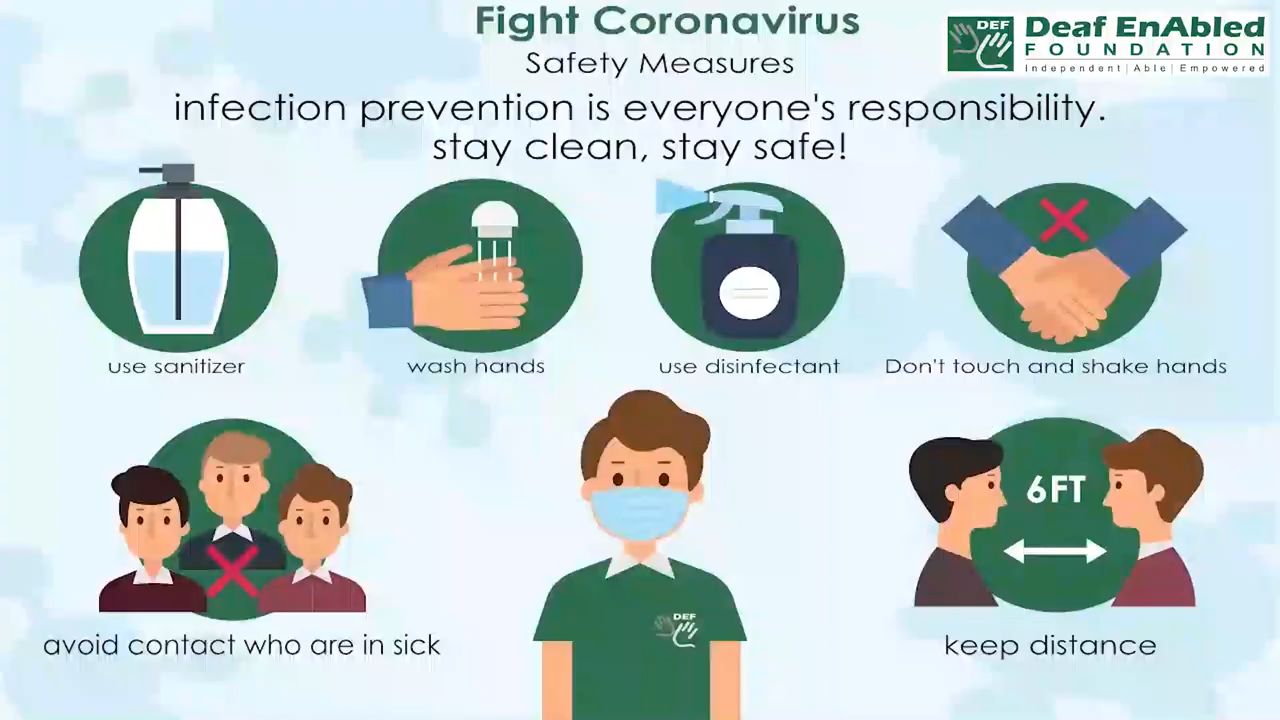 Fight Coronavirus
Safety Measures
DEF
Deaf EnAbled
FOUNDATION
Independent | Able | Empowered
infection prevention is everyone's responsibility.
stay clean, stay safe!
use sanitizer
wash hands
use disinfectant
Don't touch and shake hands
6FT
DEF
avoid contact who are in sick
keep distance